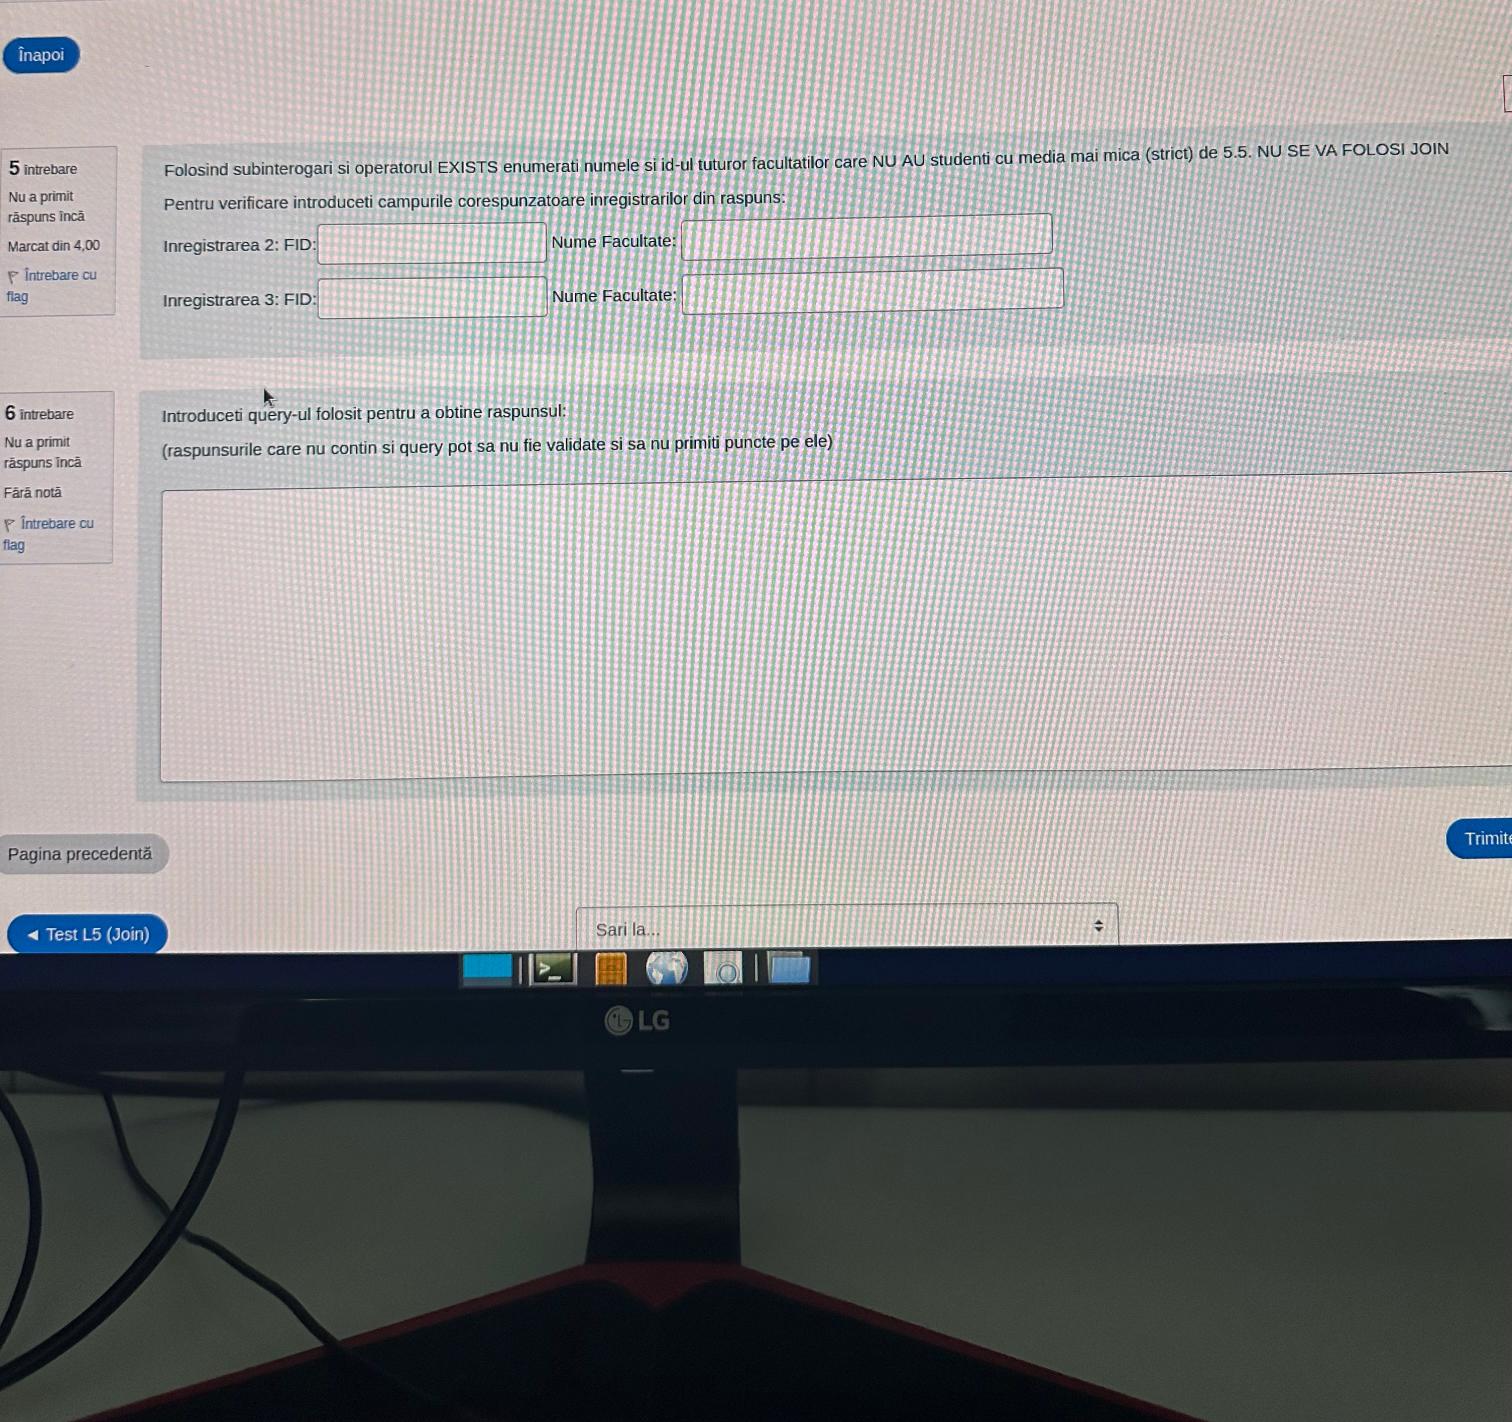 Înapoi
5 întrebare
Nu a primit
răspuns încă
Marcat din 4,00
Întrebare cu
flag
Folosind subinterogari si operatorul EXISTS enumerati numele si id-ul tuturor facultatilor care NU AU studenti cu media mai mica (strict) de 5.5. NU SE VA FOLOSI JOIN
Pentru verificare introduceti campurile corespunzatoare inregistrarilor din raspuns:
Inregistrarea 2: FID: Nume Facultate:
Inregistrarea 3: FID: Nume Facultate:
6 întrebare
Nu a primit
răspuns încă
Fără notă
Întrebare cu
flag
Introduceti query-ul folosit pentru a obtine raspunsul:
(raspunsurile care nu contin si query pot sa nu fie validate si sa nu primiti puncte pe ele)
Pagina precedentă
Trimite
◄ Test L5 (Join)
Sari la...
LG